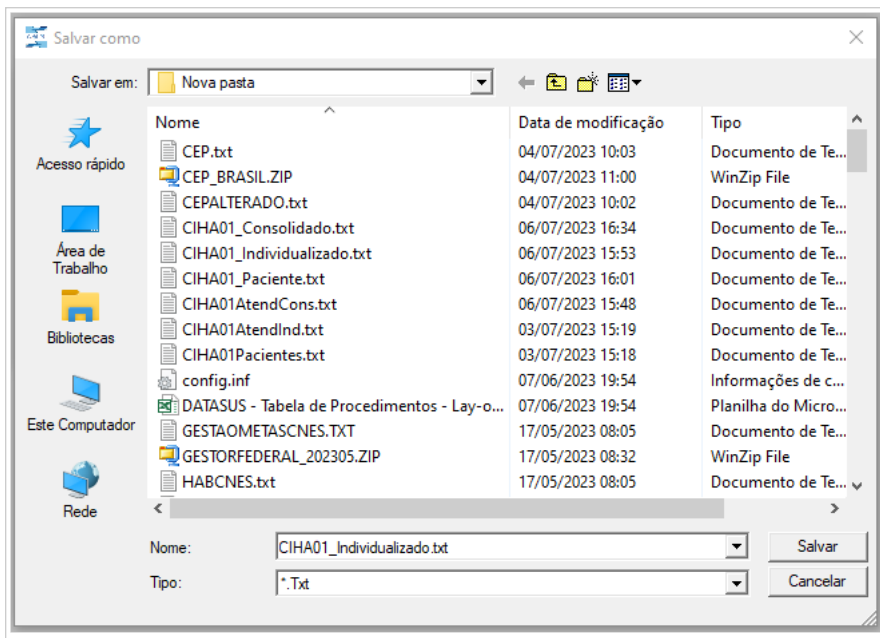 Salvar como
Salvar em: Nova pasta
Nome Data de modificação Tipo
CEP.txt 04/07/2023 10:03 Documento de Te...
CEP_BRASIL.ZIP 04/07/2023 11:00 WinZip File
CEPALTERADO.txt 04/07/2023 10:02 Documento de Te...
CIHA01_Consolidado.txt 06/07/2023 16:34 Documento de Te...
CIHA01_Individualizado.txt 06/07/2023 15:53 Documento de Te...
CIHA01_Paciente.txt 06/07/2023 16:01 Documento de Te...
CIHA01AtendCons.txt 06/07/2023 15:48 Documento de Te...
CIHA01AtendInd.txt 03/07/2023 15:19 Documento de Te...
CIHA01Pacientes.txt 03/07/2023 15:18 Documento de Te...
config.inf 07/06/2023 19:54 Informações de c...
DATASUS - Tabela de Procedimentos - Lay-o... 07/06/2023 19:54 Planilha do Micro...
GESTAOMETASCNES.TXT 17/05/2023 08:05 Documento de Te...
GESTORFEDERAL_202305.ZIP 17/05/2023 08:32 WinZip File
HABCNES.txt 17/05/2023 08:05 Documento de Te...
Acesso rápido
Área de
Trabalho
Bibliotecas
Este Computador
Rede
Nome: CIHA01_Individualizado.txt Salvar
Tipo: *.Txt Cancelar